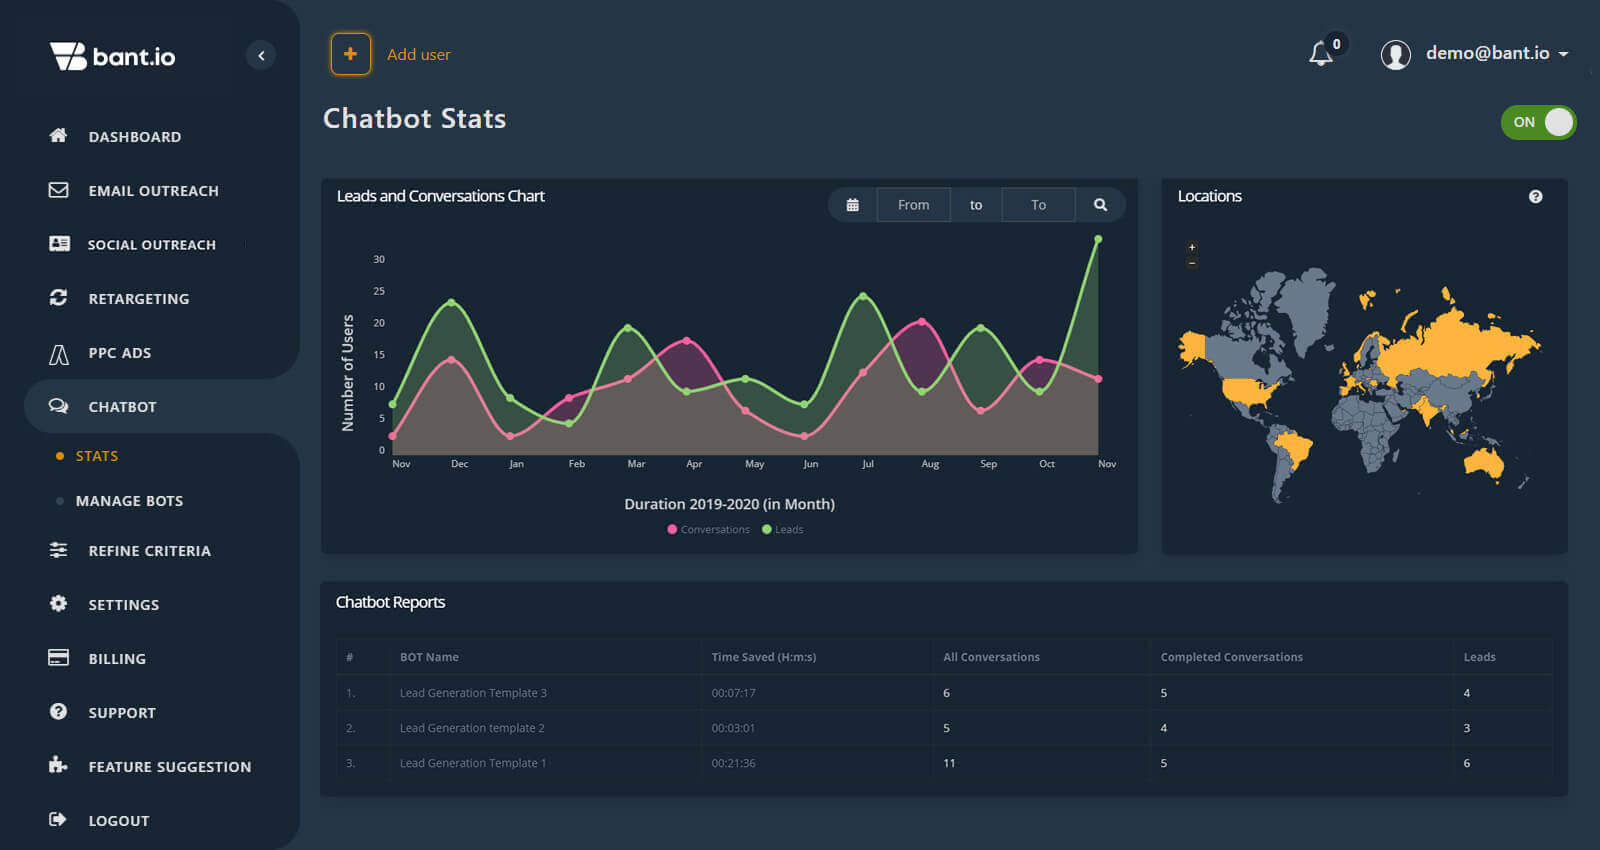 bant.io
DASHBOARD
EMAIL OUTREACH
SOCIAL OUTREACH
RETARGETING
PPC ADS
CHATBOT
STATS
MANAGE BOTS
REFINE CRITERIA
SETTINGS
BILLING
SUPPORT
FEATURE SUGGESTION
LOGOUT
+ Add user
0 demo@bant.io
Chatbot Stats
ON
Leads and Conversations Chart
From to To
Number of Users
30
25
20
15
10
5
0
Nov Dec Jan Feb Mar Apr May Jun Jul Aug Sep Oct Nov
Duration 2019-2020 (in Month)
Conversations Leads
Locations ?
+
−
Chatbot Reports
# BOT Name Time Saved (H:m:s) All Conversations Completed Conversations Leads
1. Lead Generation Template 3 00:07:17 6 5 4
2. Lead Generation template 2 00:03:01 5 4 3
3. Lead Generation Template 1 00:21:36 11 5 6